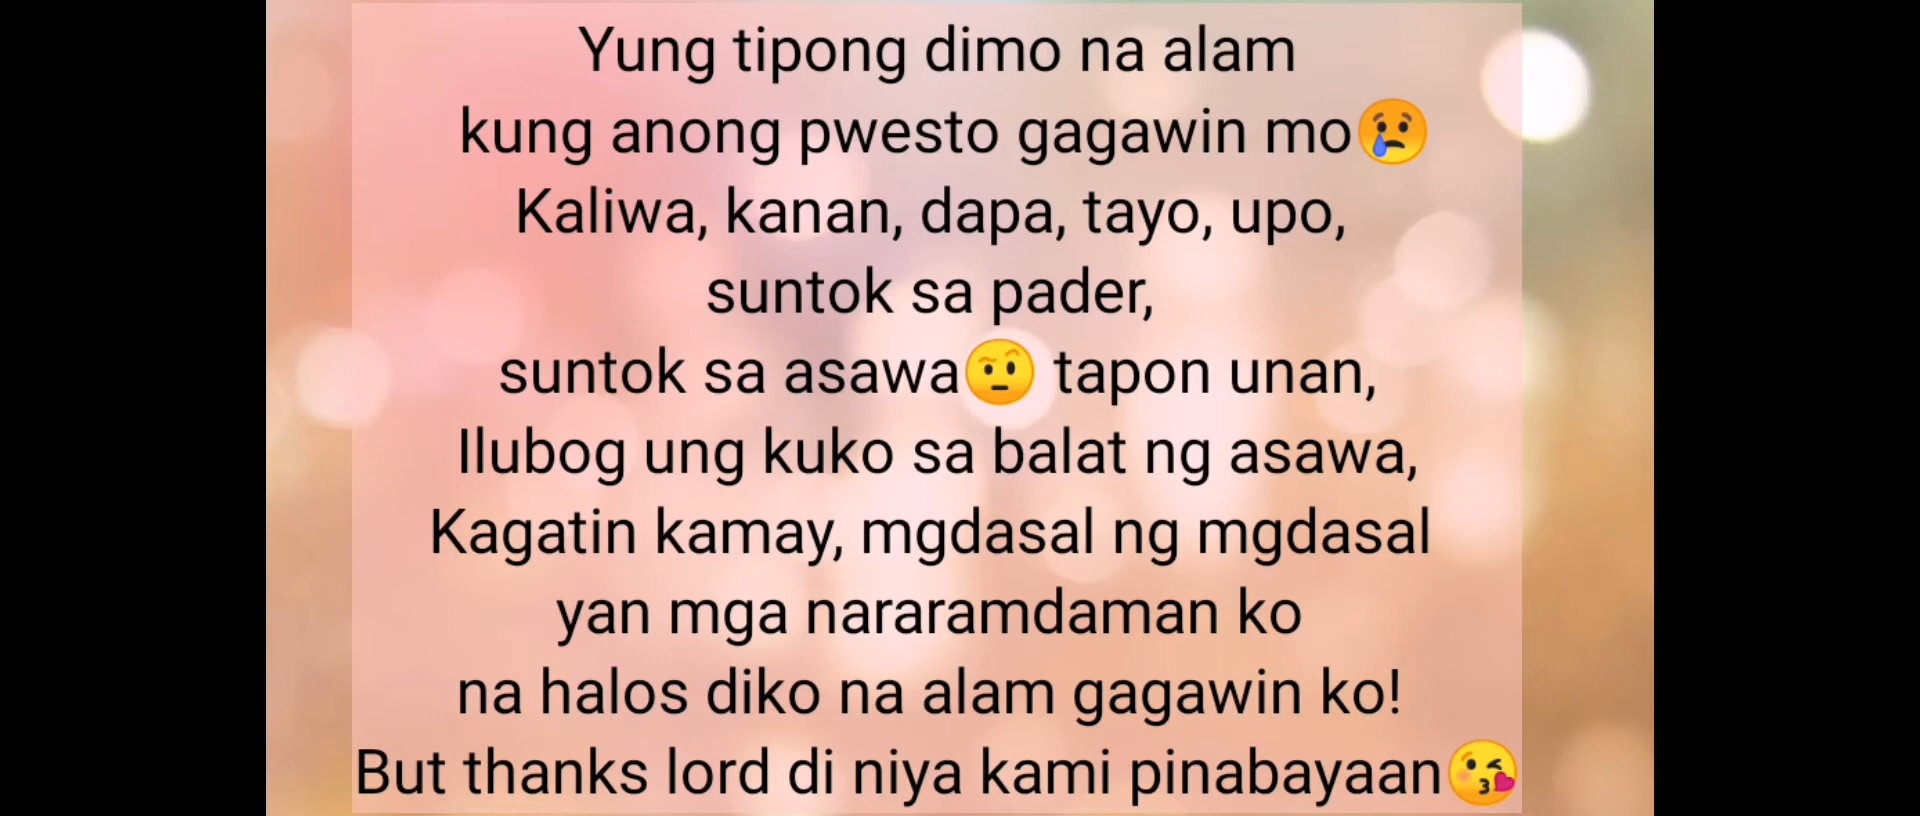 Yung tipong dimo na alam
kung anong pwesto gagawin mo😢
Kaliwa, kanan, dapa, tayo, upo,
suntok sa pader,
suntok sa asawa🤨 tapon unan,
Ilubog ung kuko sa balat ng asawa,
Kagatin kamay, mgdasal ng mgdasal
yan mga nararamdaman ko
na halos diko na alam gagawin ko!
But thanks lord di niya kami pinabayaan😘